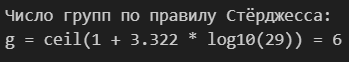 Число групп по правилу Стёрджесса:
g = ceil(1 + 3.322 * log10(29)) = 6